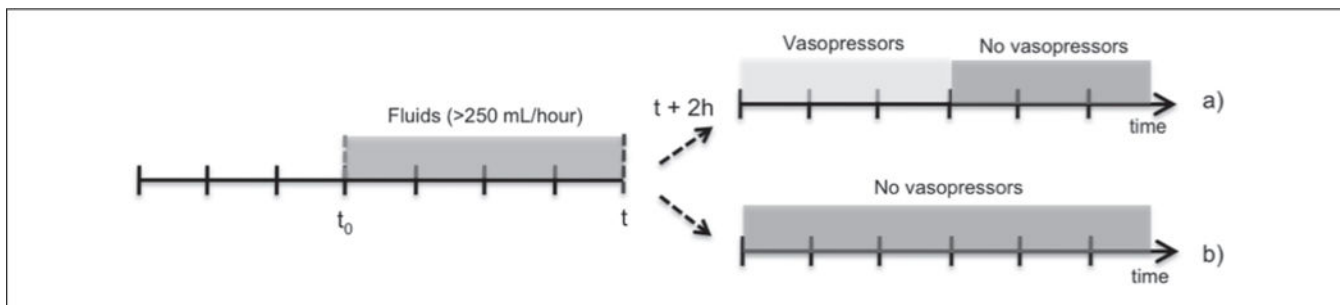 Vasopressors No vasopressors
Fluids (>250 mL/hour) t + 2h a)
time
t₀ t No vasopressors
b)
time